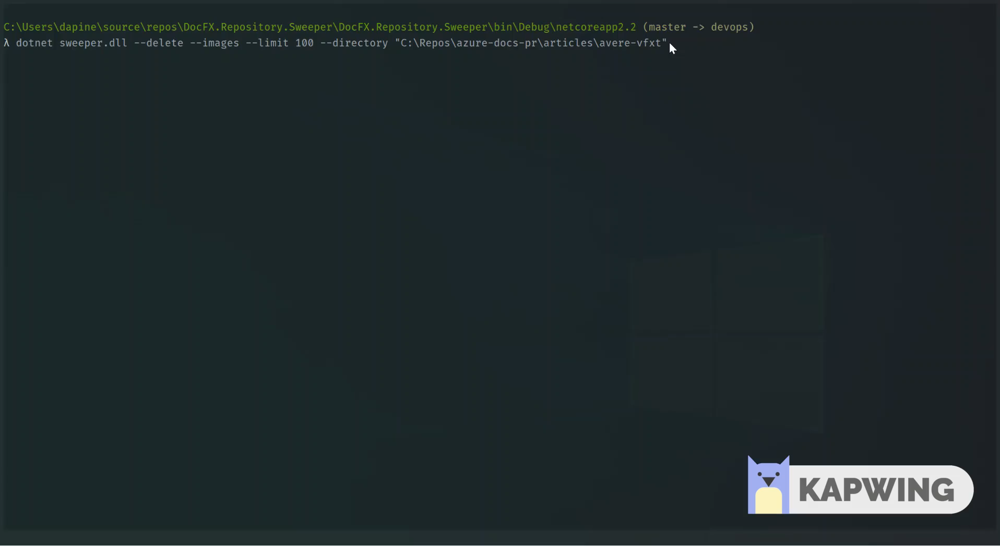 C:\Users\dapine\source\repos\DocFX.Repository.Sweeper\DocFX.Repository.Sweeper\bin\Debug\netcoreapp2.2 (master -> devops)
λ dotnet sweeper.dll --delete --images --limit 100 --directory "C:\Repos\azure-docs-pr\articles\avere-vfxt"
KAPWING